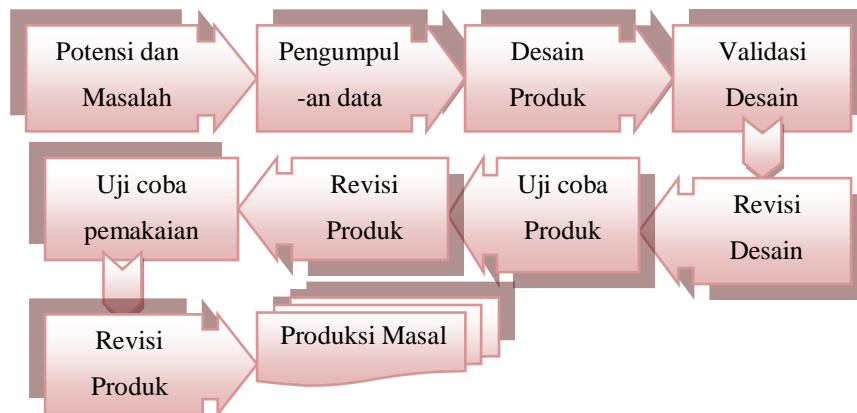 Potensi dan
Masalah
Pengumpul
-an data
Desain
Produk
Validasi
Desain
Revisi
Desain
Uji coba
Produk
Revisi
Produk
Uji coba
pemakaian
Revisi
Produk
Produksi Masal